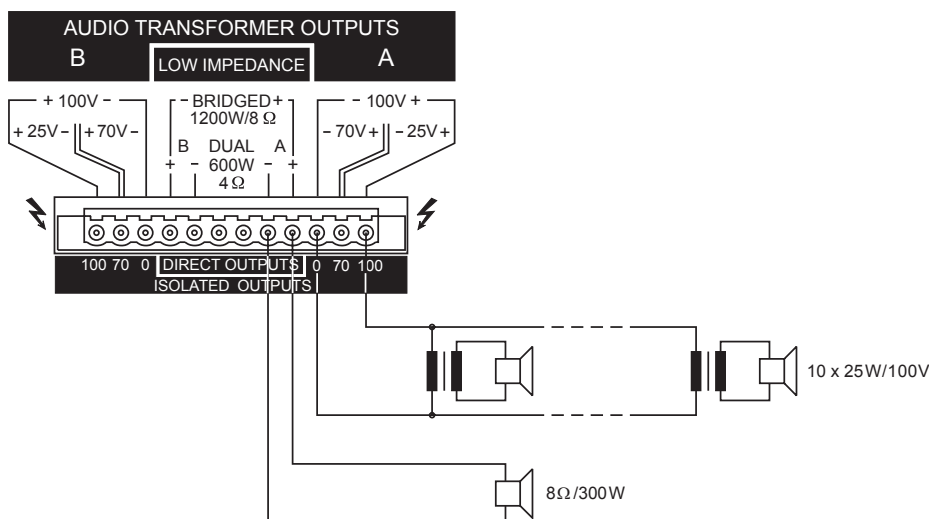 AUDIO TRANSFORMER OUTPUTS
B LOW IMPEDANCE A
+ 100V - - BRIDGED + - 100V +
1200W/8 Ω
+ 25V - + 70V - - 70V + - 25V +
B DUAL A
+ - 600W - +
4 Ω
100 70 0 DIRECT OUTPUTS 0 70 100
ISOLATED OUTPUTS
10 x 25W/100V
8Ω/300W